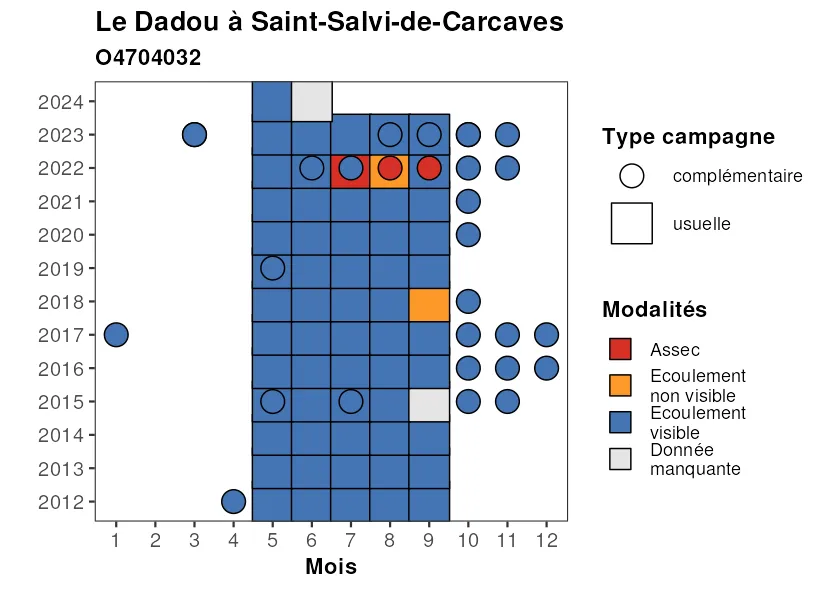 Le Dadou à Saint-Salvi-de-Carcaves
O4704032
2024
2023
2022
2021
2020
2019
2018
2017
2016
2015
2014
2013
2012
1 2 3 4 5 6 7 8 9 10 11 12
Mois
Type campagne
complémentaire
usuelle
Modalités
Assec
Ecoulement
non visible
Ecoulement
visible
Donnée
manquante